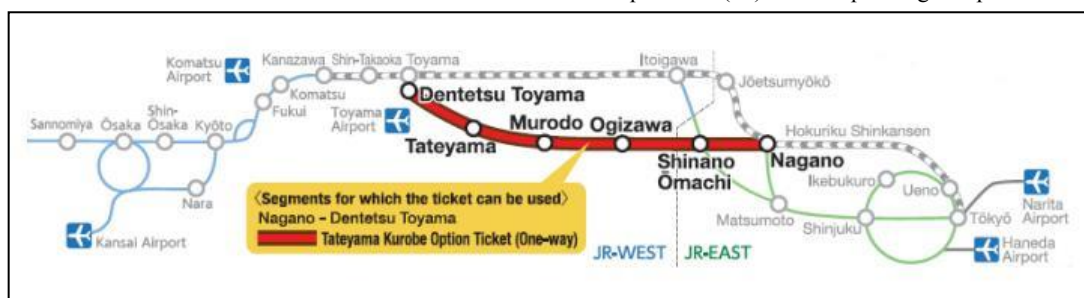 Komatsu
Airport
Kanazawa
Shin-Takaoka
Toyama
Itoigawa
Jōetsumyōkō
Komatsu
Fukui
Dentetsu Toyama
Toyama
Airport
Sannomiya
Ōsaka
Shin-
Ōsaka
Kyōto
Tateyama
Murodo
Ogizawa
Shinano
Ōmachi
Nagano
Hokuriku Shinkansen
Nara
Kansai Airport
〈Segments for which the ticket can be used〉
Nagano – Dentetsu Toyama
Tateyama Kurobe Option Ticket (One-way)
JR-WEST
JR-EAST
Matsumoto
Ikebukuro
Ueno
Shinjuku
Tōkyō
Narita
Airport
Haneda
Airport